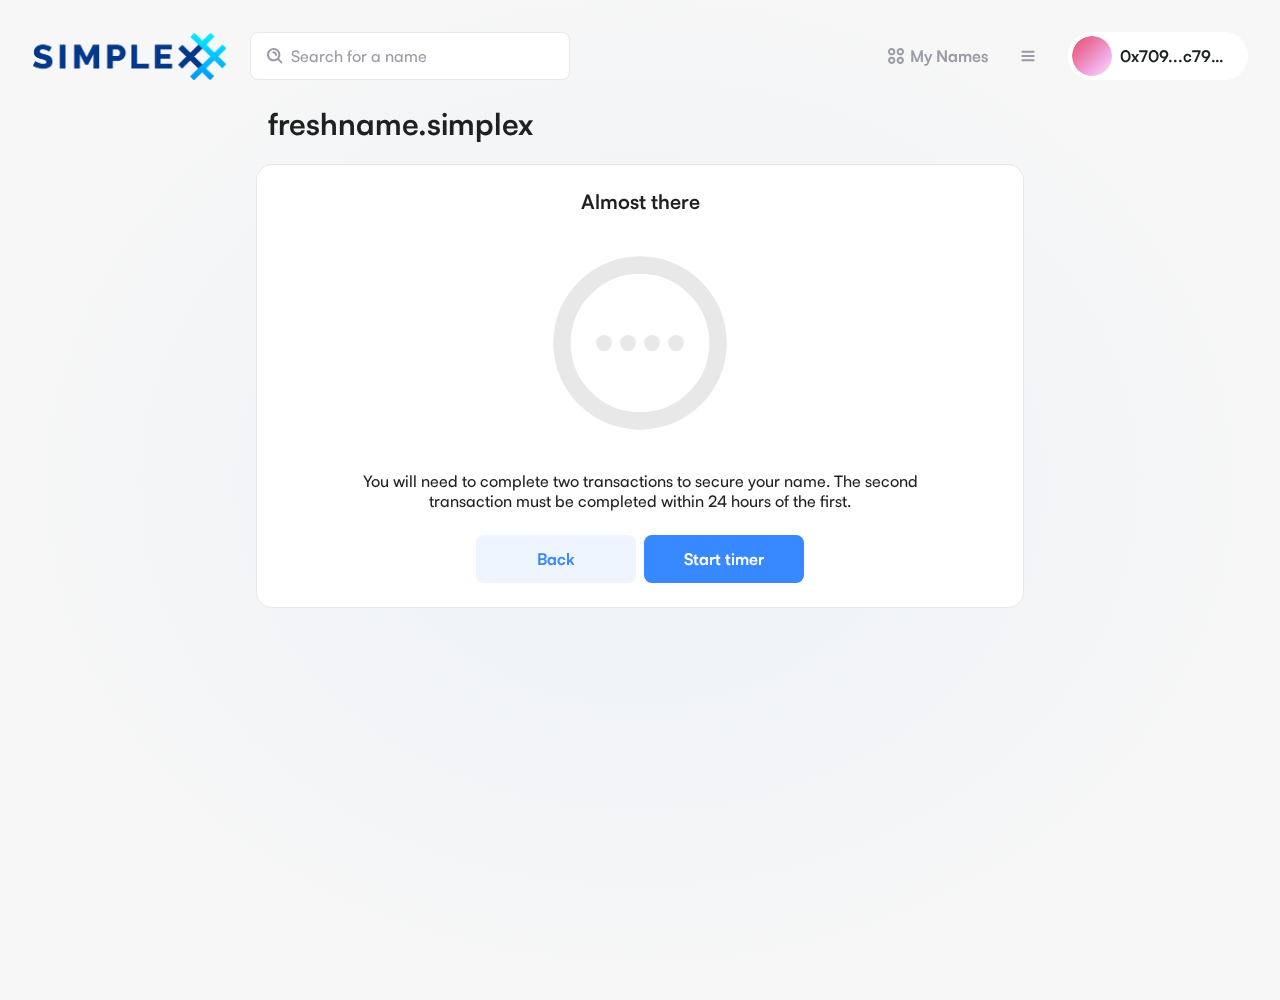 SIMPLEX
Search for a name
My Names
0x709...c79...
freshname.simplex
Almost there
You will need to complete two transactions to secure your name. The second
transaction must be completed within 24 hours of the first.
Back
Start timer